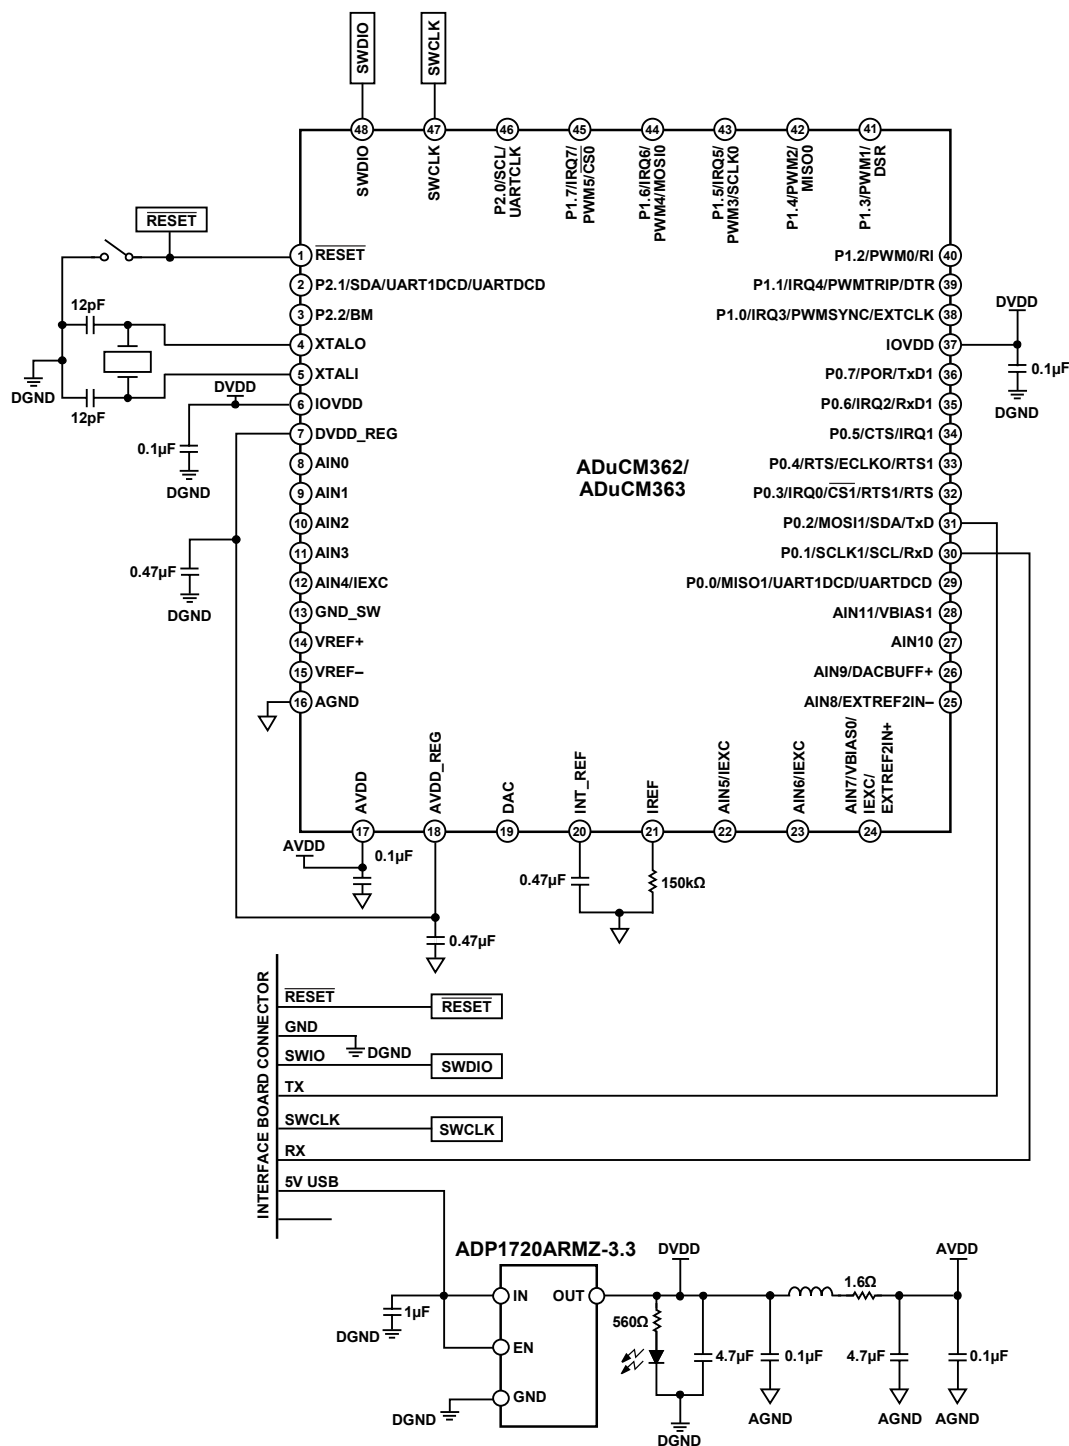 SWDIO
SWCLK
48
47
46
45
44
43
42
41
SWDIO
SWCLK
P2.0/SCL/
UARTCLK
P1.7/IRQ7/
PWM5/CS0
P1.6/IRQ6/
PWM4/MOSI0
P1.5/IRQ5/
PWM3/SCLK0
P1.4/PWM2/
MISO0
P1.3/PWM1/
DSR
RESET
12pF
12pF
DGND
DVDD
0.1µF
DGND
0.47µF
DGND
1 RESET
2 P2.1/SDA/UART1DCD/UARTDCD
3 P2.2/BM
4 XTALO
5 XTALI
6 IOVDD
7 DVDD_REG
8 AIN0
9 AIN1
10 AIN2
11 AIN3
12 AIN4/IEXC
13 GND_SW
14 VREF+
15 VREF–
16 AGND
ADuCM362/
ADuCM363
P1.2/PWM0/RI 40
P1.1/IRQ4/PWMTRIP/DTR 39
P1.0/IRQ3/PWMSYNC/EXTCLK 38
IOVDD 37
P0.7/POR/TxD1 36
P0.6/IRQ2/RxD1 35
P0.5/CTS/IRQ1 34
P0.4/RTS/ECLKO/RTS1 33
P0.3/IRQ0/CS1/RTS1/RTS 32
P0.2/MOSI1/SDA/TxD 31
P0.1/SCLK1/SCL/RxD 30
P0.0/MISO1/UART1DCD/UARTDCD 29
AIN11/VBIAS1 28
AIN10 27
AIN9/DACBUFF+ 26
AIN8/EXTREF2IN– 25
DVDD
0.1µF
DGND
AVDD
AVDD_REG
DAC
INT_REF
IREF
AIN5/IEXC
AIN6/IEXC
AIN7/VBIAS0/
IEXC/
EXTREF2IN+
17
18
19
20
21
22
23
24
AVDD
0.1µF
0.47µF
150kΩ
0.47µF
INTERFACE BOARD CONNECTOR
RESET
RESET
GND
DGND
SWIO
SWDIO
TX
SWCLK
SWCLK
RX
5V USB
ADP1720ARMZ-3.3
DVDD
AVDD
IN
OUT
EN
GND
1µF
DGND
DGND
560Ω
4.7µF
0.1µF
1.6Ω
4.7µF
0.1µF
DGND
AGND
AGND
AGND